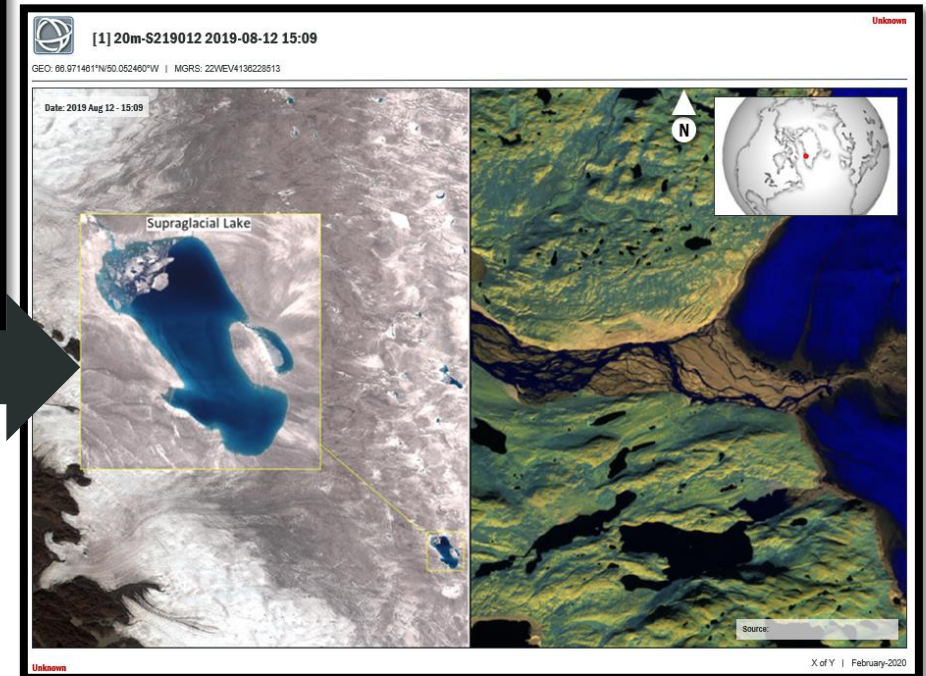 Unknown
[1] 20m-S219012 2019-08-12 15:09
GEO: 66.971461°N/50.052460°W | MGRS: 22WEV4136228513
Date: 2019 Aug 12 - 15:09
N
Supraglacial Lake
Source:
Unknown
X of Y | February-2020